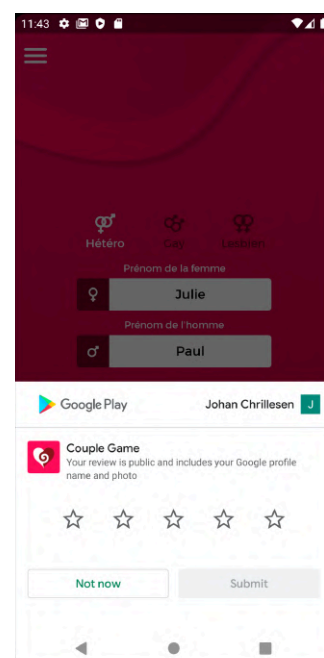 11:43
Hétéro Gay Lesbien
Prénom de la femme
Julie
Prénom de l'homme
Paul
Google Play Johan Chrillesen J
Couple Game
Your review is public and includes your Google profile
name and photo
Not now Submit